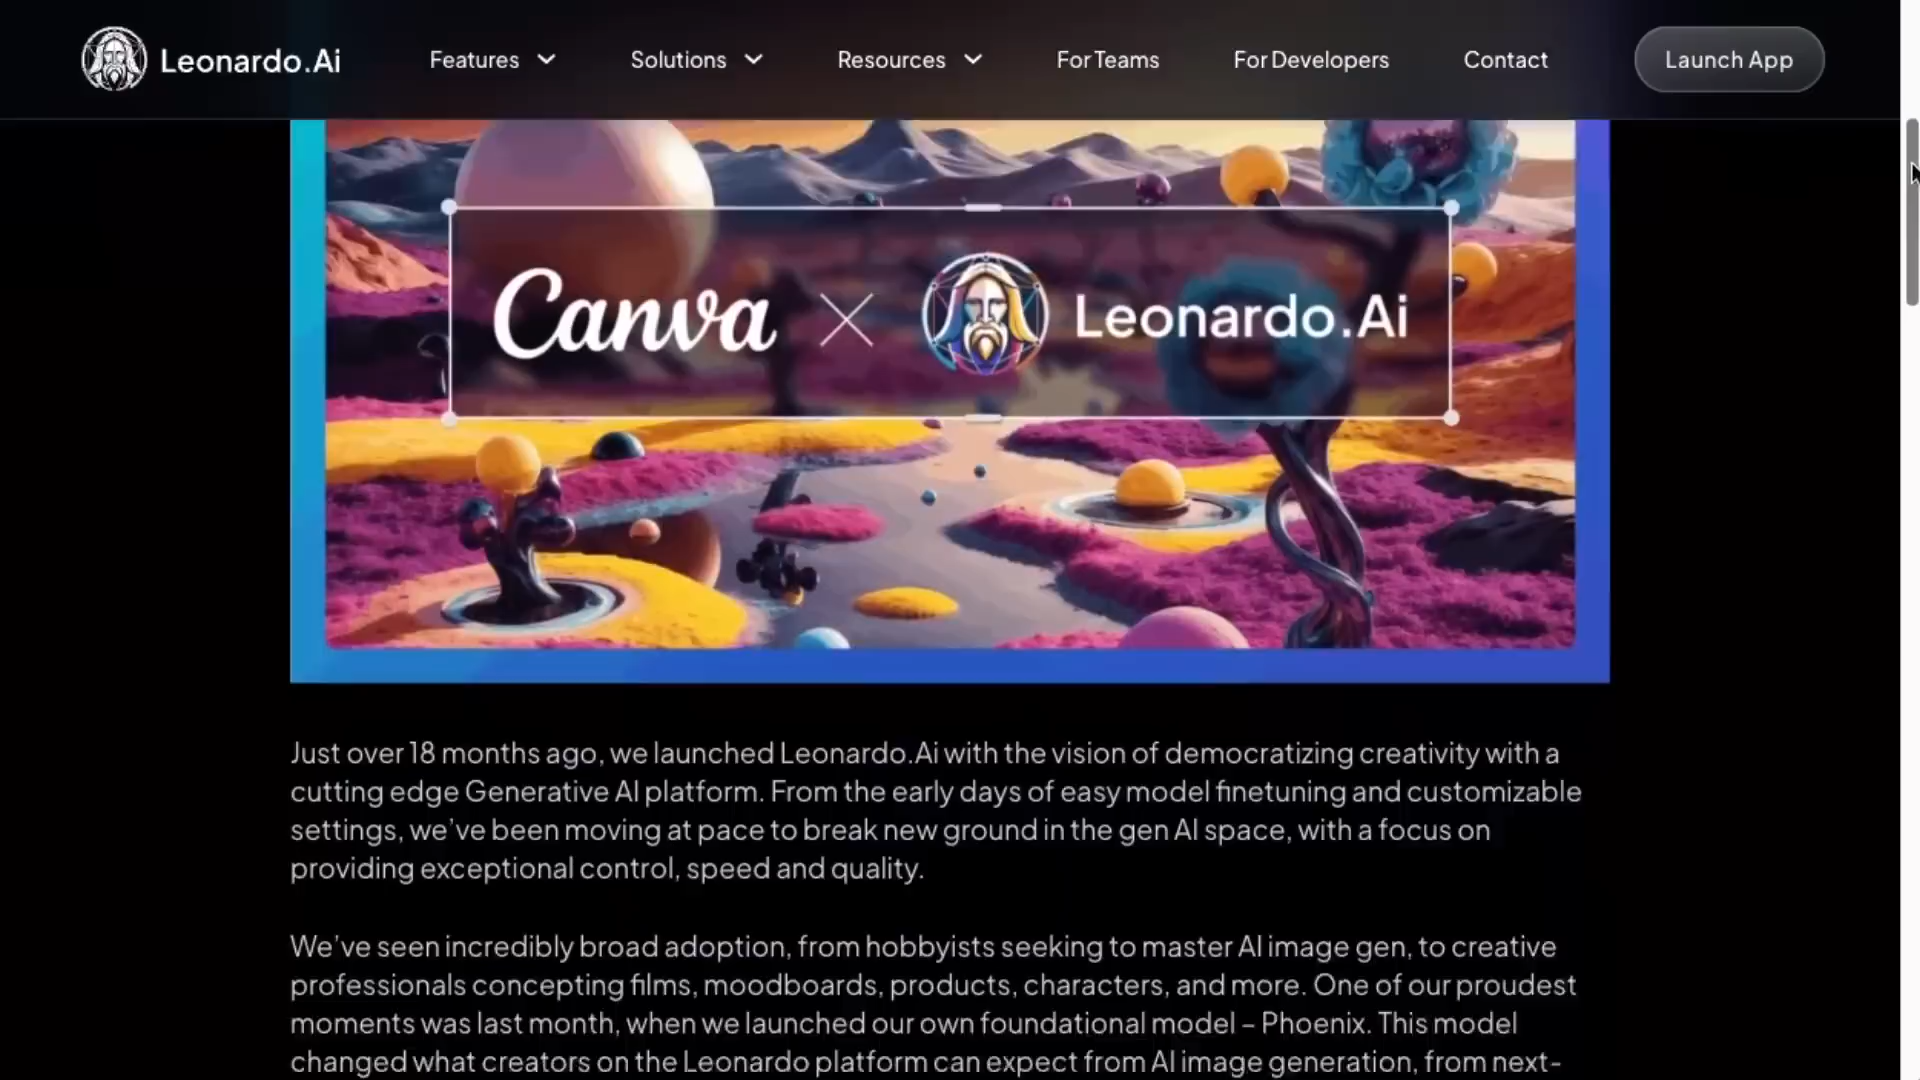 Leonardo.Ai
Features
Solutions
Resources
For Teams
For Developers
Contact
Launch App
Canva
Leonardo.Ai
Just over 18 months ago, we launched Leonardo.Ai with the vision of democratizing creativity with a
cutting edge Generative AI platform. From the early days of easy model finetuning and customizable
settings, we’ve been moving at pace to break new ground in the gen AI space, with a focus on
providing exceptional control, speed and quality.
We’ve seen incredibly broad adoption, from hobbyists seeking to master AI image gen, to creative
professionals concepting films, moodboards, products, characters, and more. One of our proudest
moments was last month, when we launched our own foundational model – Phoenix. This model
changed what creators on the Leonardo platform can expect from AI image generation, from next-